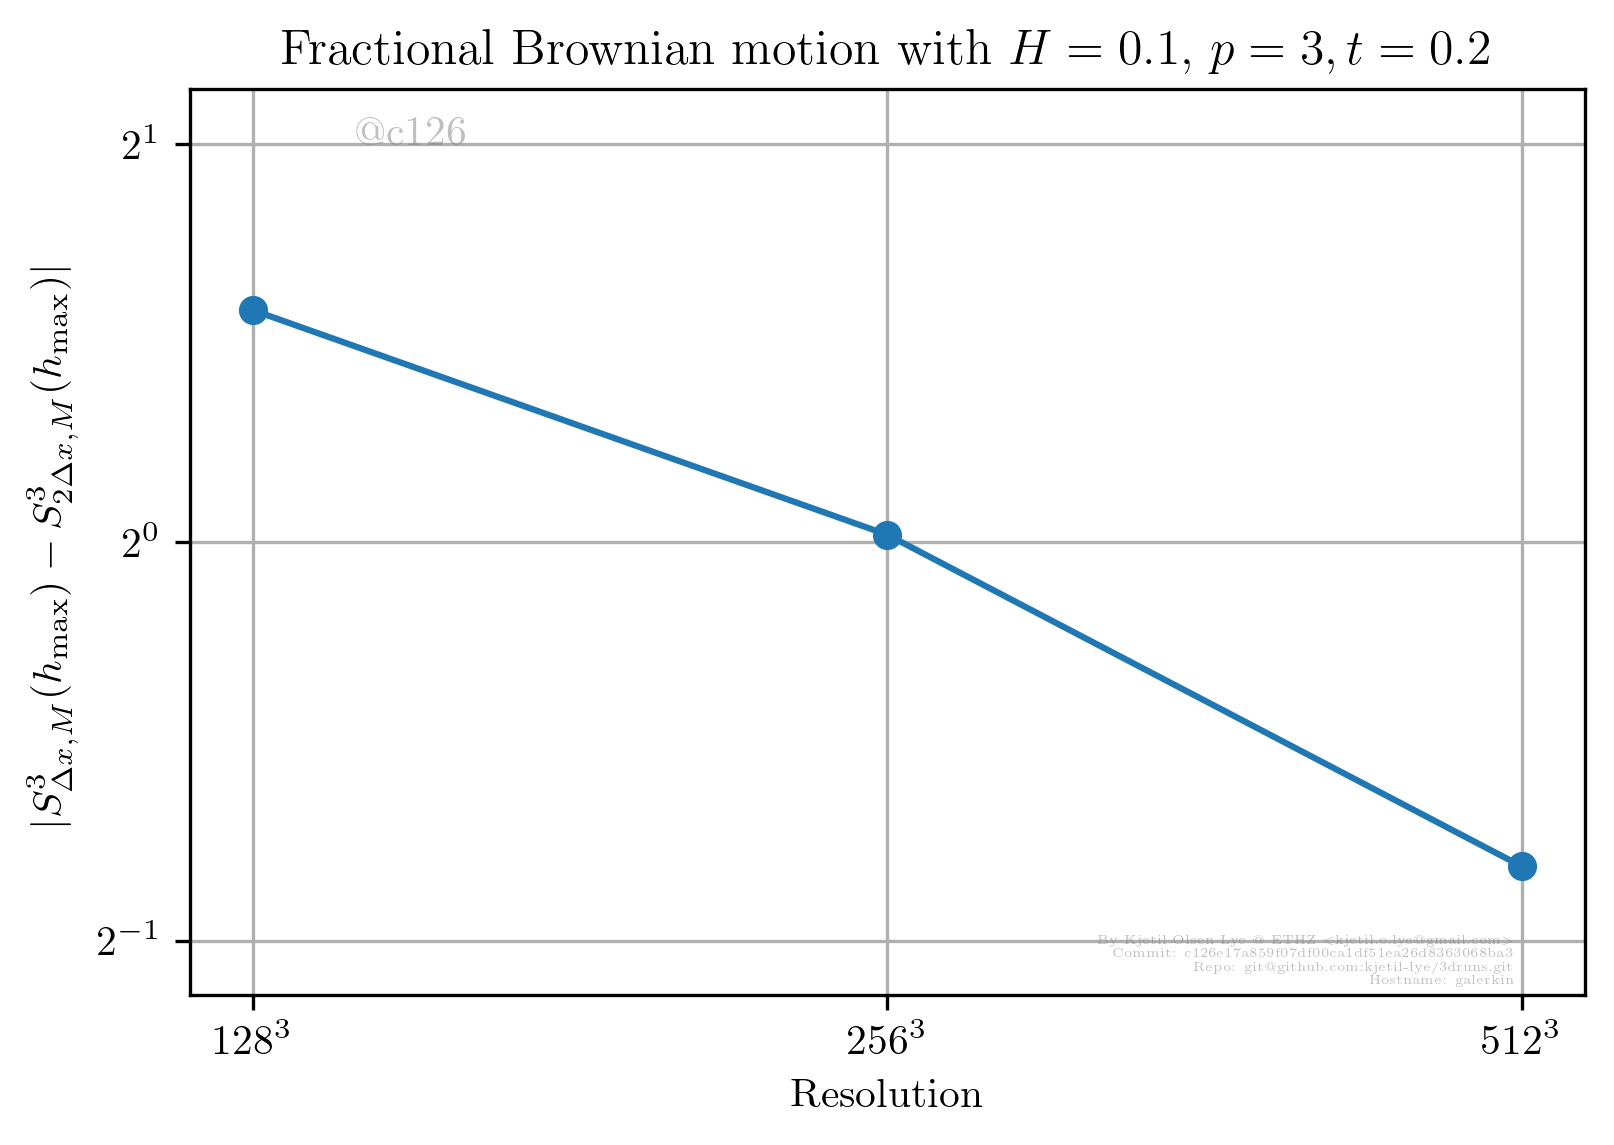 Fractional Brownian motion with H = 0.1, p = 3, t = 0.2
@c126
2^1
2^0
2^{-1}
|S^3_{Δx,M}(h_max) − S^3_{2Δx,M}(h_max)|
By Kjetil Olsen Lye @ ETHZ <kjetil.o.lye@gmail.com>
Commit: c126e17a859f07df00ca1df51ea26d8363068ba3
Repo: git@github.com:kjetil-lye/3druns.git
Hostname: galerkin
128^3 256^3 512^3
Resolution